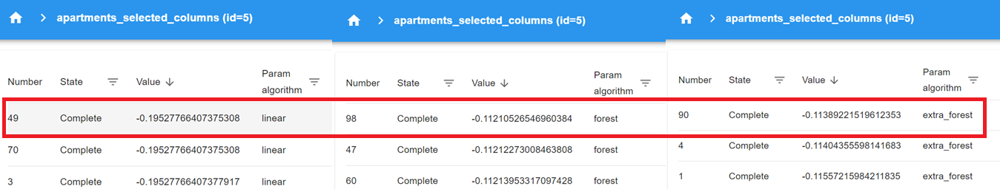 apartments_selected_columns (id=5)
Number State Value Param algorithm
49 Complete -0.19527766407375308 linear
70 Complete -0.19527766407375308 linear
3 Complete -0.19527766407377917 linear
apartments_selected_columns (id=5)
Number State Value Param algorithm
98 Complete -0.11210526546960384 forest
47 Complete -0.11212273008463808 forest
60 Complete -0.11213953317097428 forest
apartments_selected_columns (id=5)
Number State Value Param algorithm
90 Complete -0.11389221519612353 extra_forest
4 Complete -0.11404355598141683 extra_forest
1 Complete -0.11557215984211835 extra_forest